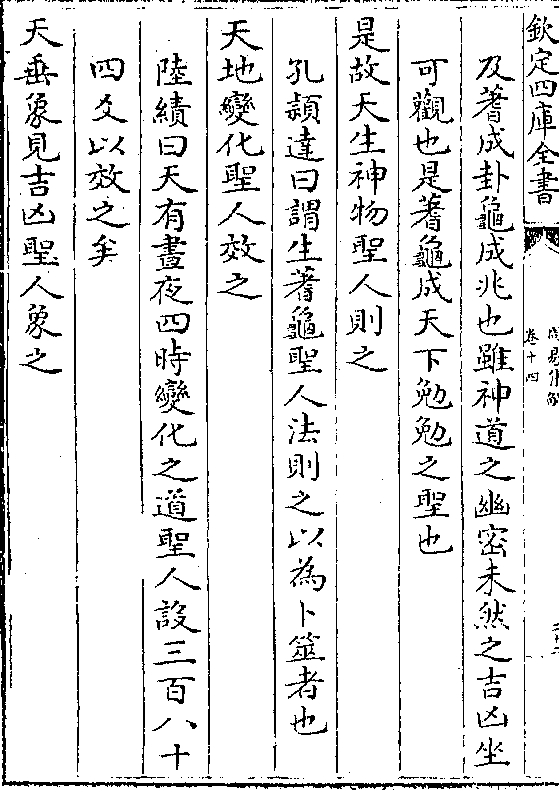 欽定四庫全書
卷十四
及蓍成卦龜成兆也雖神道之幽密未然之吉凶坐
可觀也是蓍龜成天下勉勉之聖也
是故天生神物聖人則之
孔頴達曰謂生蓍龜聖人法則之以為卜筮者也
天地變化聖人效之
陸績曰天有晝夜四時變化之道聖人設三百八十
四爻以效之矣
天垂象見吉凶聖人象之